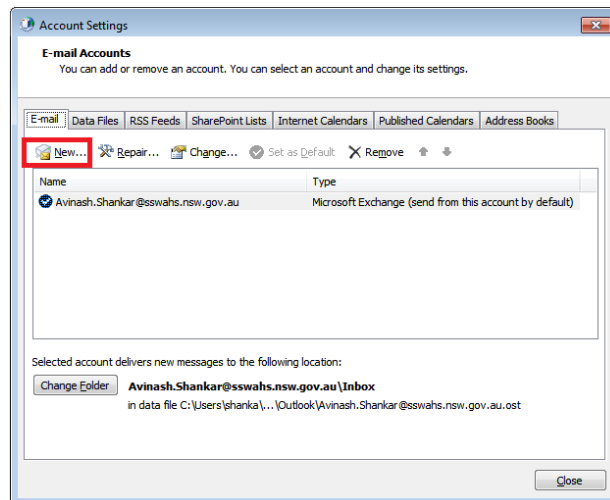 Account Settings
E-mail Accounts
You can add or remove an account. You can select an account and change its settings.
E-mail Data Files RSS Feeds SharePoint Lists Internet Calendars Published Calendars Address Books
New... Repair... Change... Set as Default Remove
Name Type
Avinash.Shankar@sswahs.nsw.gov.au Microsoft Exchange (send from this account by default)
Selected account delivers new messages to the following location:
Change Folder Avinash.Shankar@sswahs.nsw.gov.au\Inbox
in data file C:\Users\shanka\...\Outlook\Avinash.Shankar@sswahs.nsw.gov.au.ost
Close